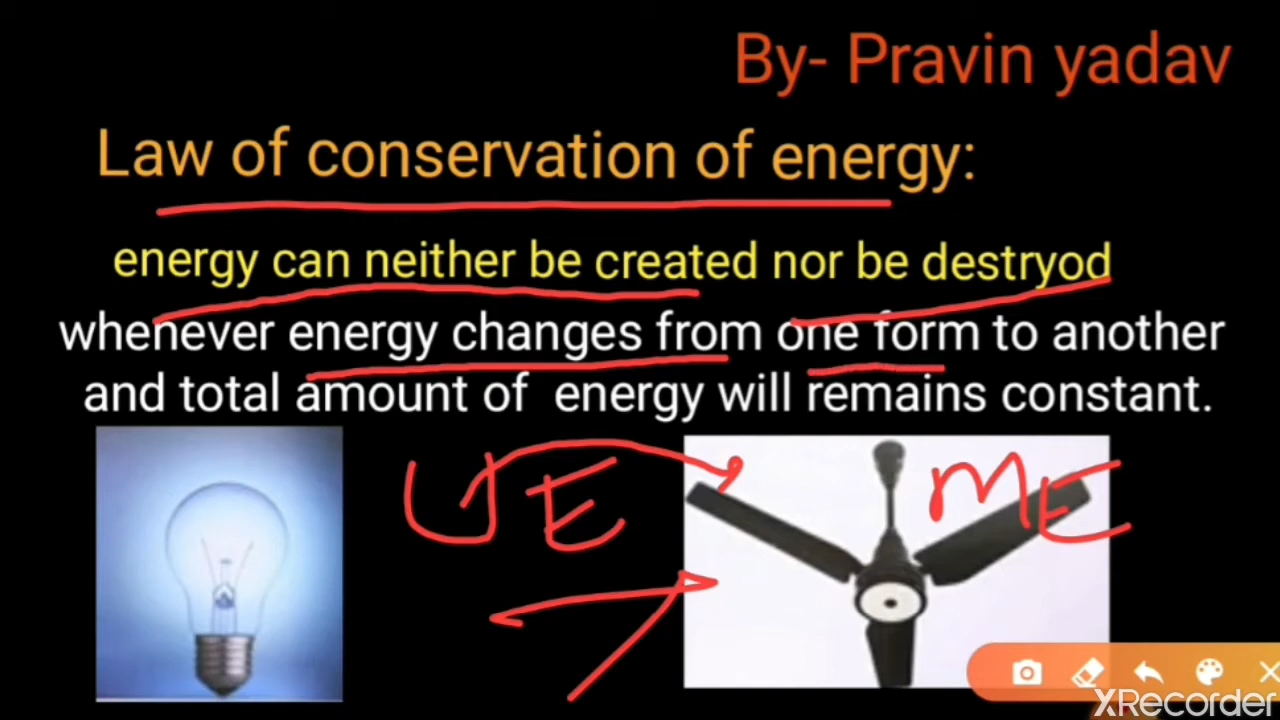 By- Pravin yadav
Law of conservation of energy:
energy can neither be created nor be destryod
whenever energy changes from one form to another
and total amount of  energy will remains constant.
UE ME
XRecorder